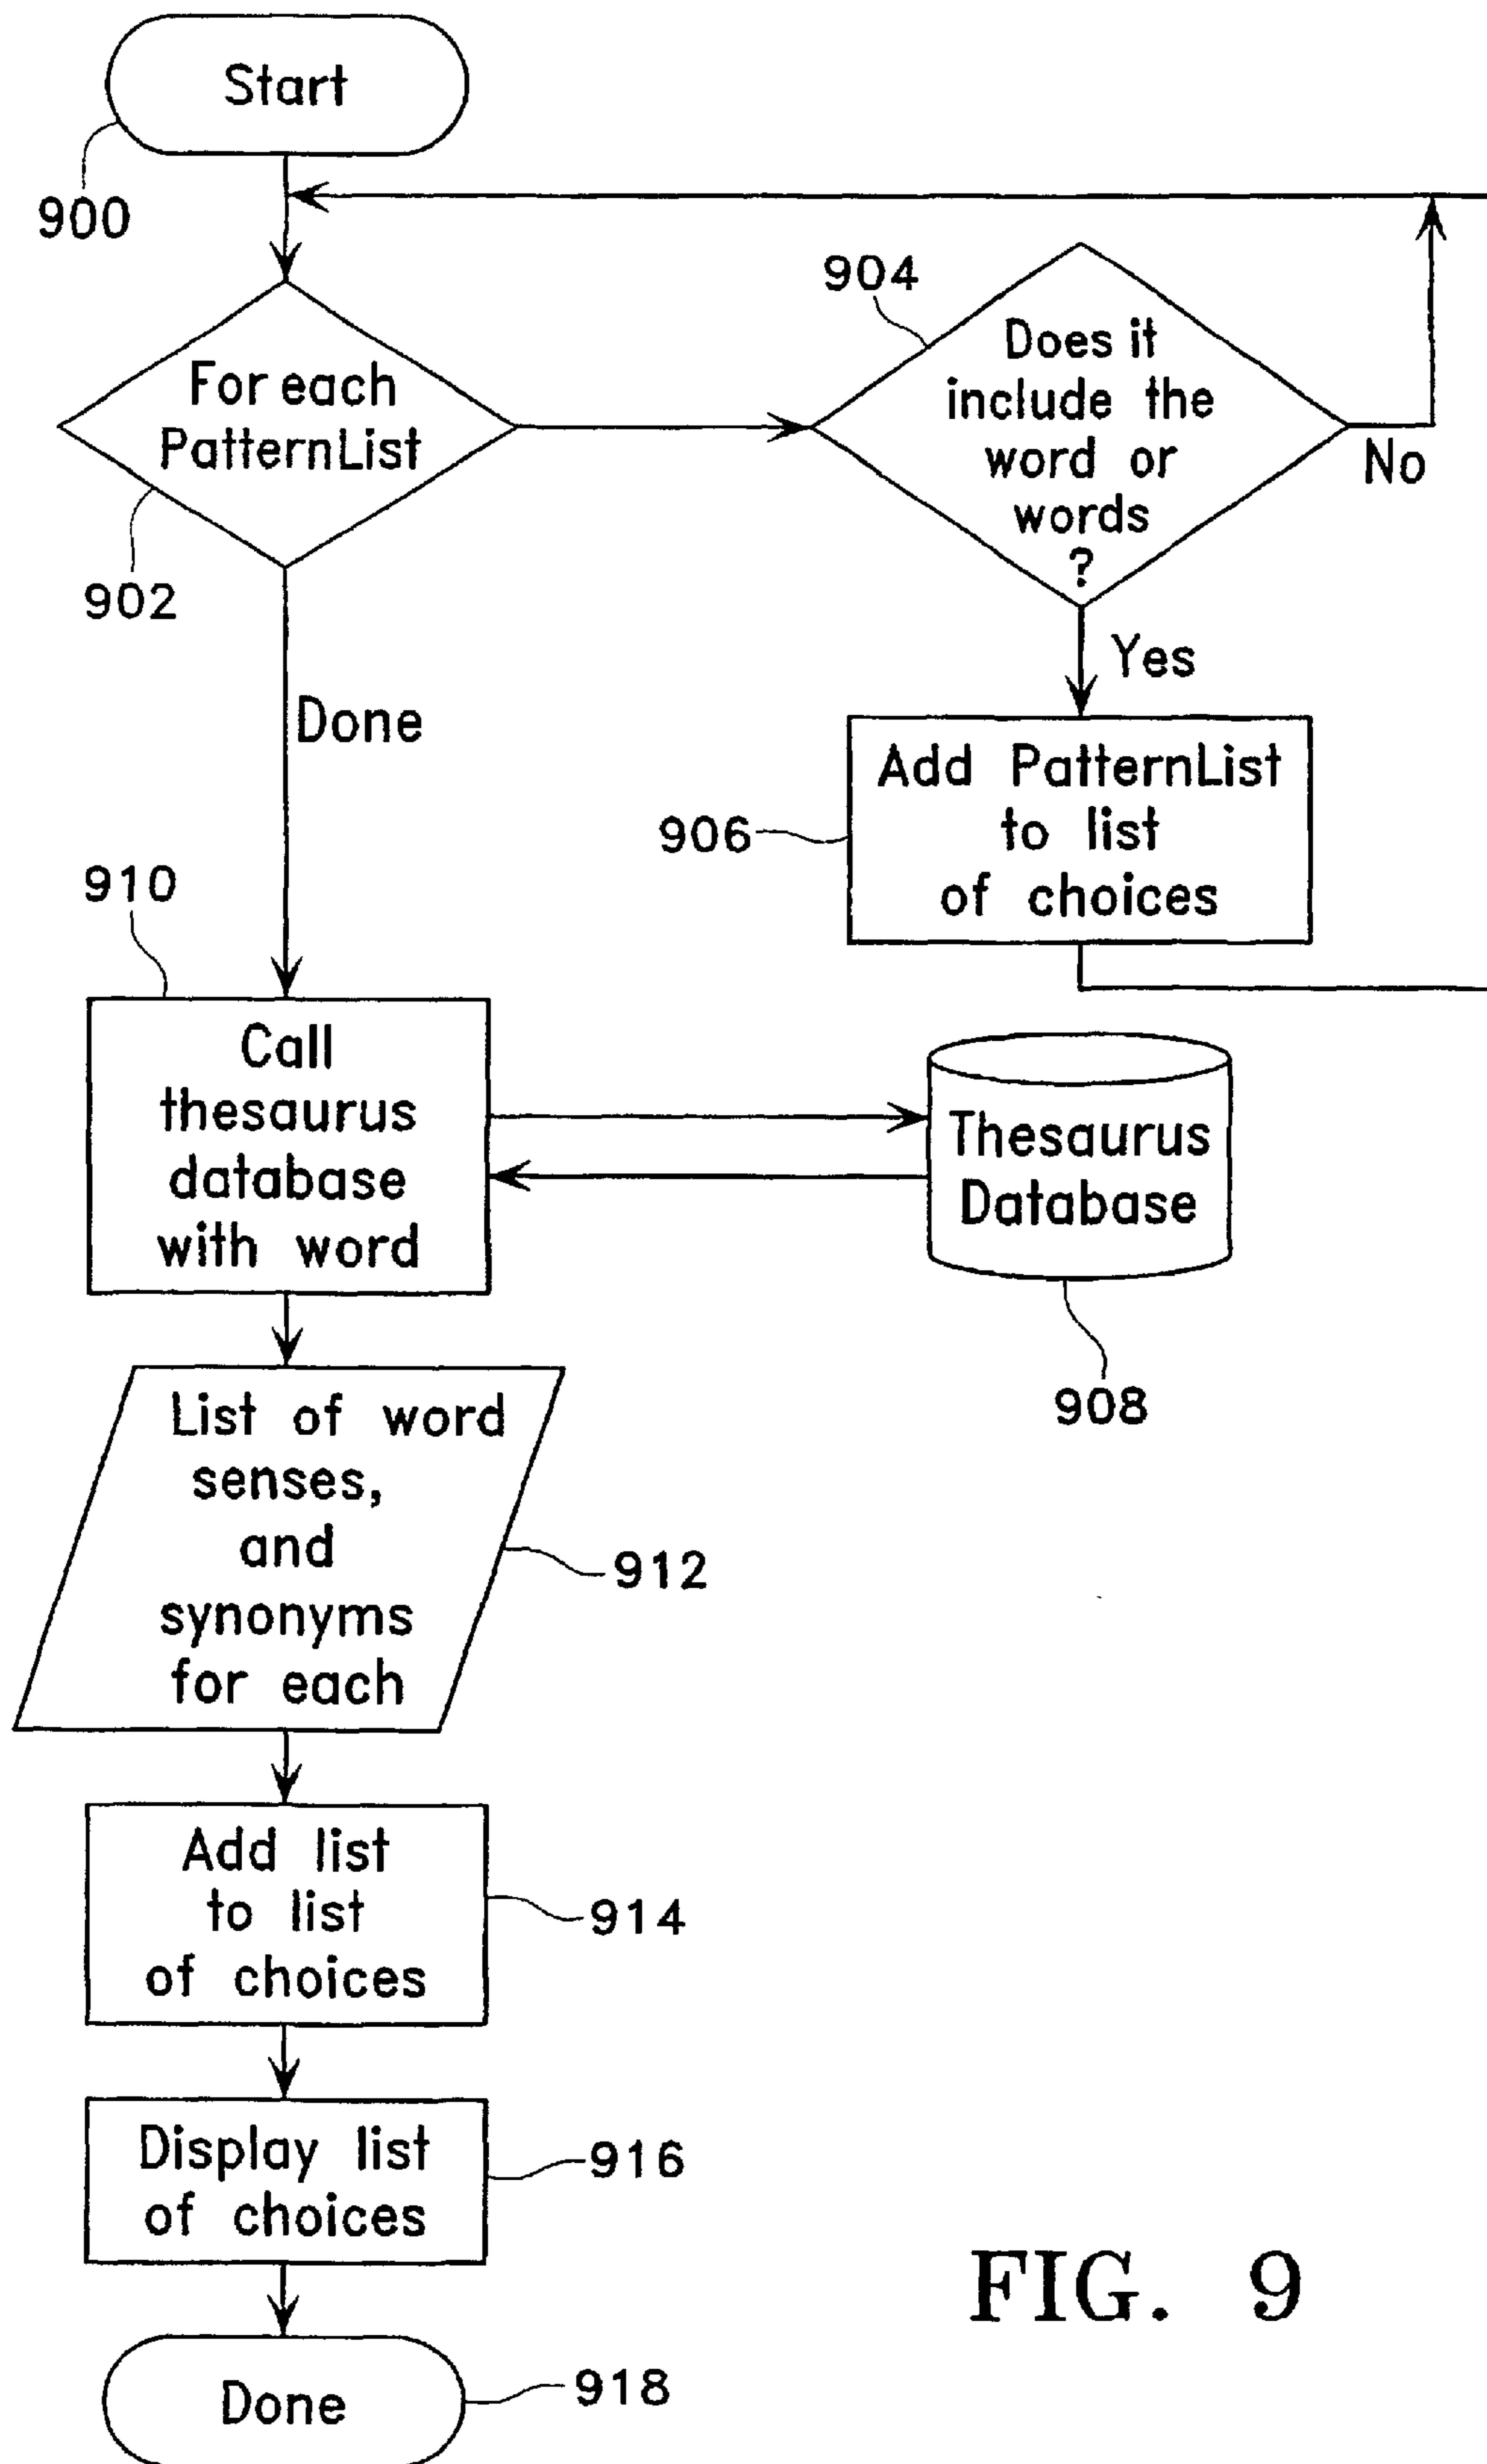 Start
900
For each
PatternList
902
904
Does it
include the
word or
words
?
No
Yes
Done
Add PatternList
to list
of choices
906
910
Call
thesaurus
database
with word
Thesaurus
Database
908
List of word
senses,
and
synonyms
for each
912
Add list
to list
of choices
914
Display list
of choices
916
Done
918
FIG. 9